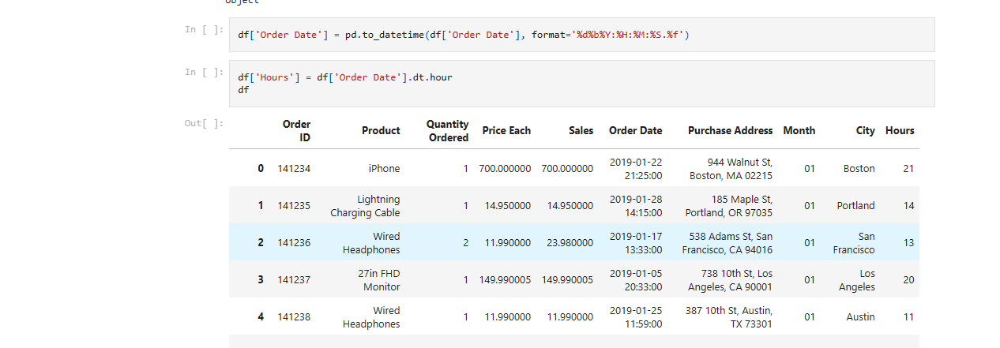 object
In [ ]: df['Order Date'] = pd.to_datetime(df['Order Date'], format='%d%b%Y:%H:%M:%S.%f')
In [ ]: df['Hours'] = df['Order Date'].dt.hour
df
Out[ ]:
Order ID Product Quantity Ordered Price Each Sales Order Date Purchase Address Month City Hours
0 141234 iPhone 1 700.000000 700.000000 2019-01-22 21:25:00 944 Walnut St, Boston, MA 02215 01 Boston 21
1 141235 Lightning Charging Cable 1 14.950000 14.950000 2019-01-28 14:15:00 185 Maple St, Portland, OR 97035 01 Portland 14
2 141236 Wired Headphones 2 11.990000 23.980000 2019-01-17 13:33:00 538 Adams St, San Francisco, CA 94016 01 San Francisco 13
3 141237 27in FHD Monitor 1 149.990005 149.990005 2019-01-05 20:33:00 738 10th St, Los Angeles, CA 90001 01 Los Angeles 20
4 141238 Wired Headphones 1 11.990000 11.990000 2019-01-25 11:59:00 387 10th St, Austin, TX 73301 01 Austin 11